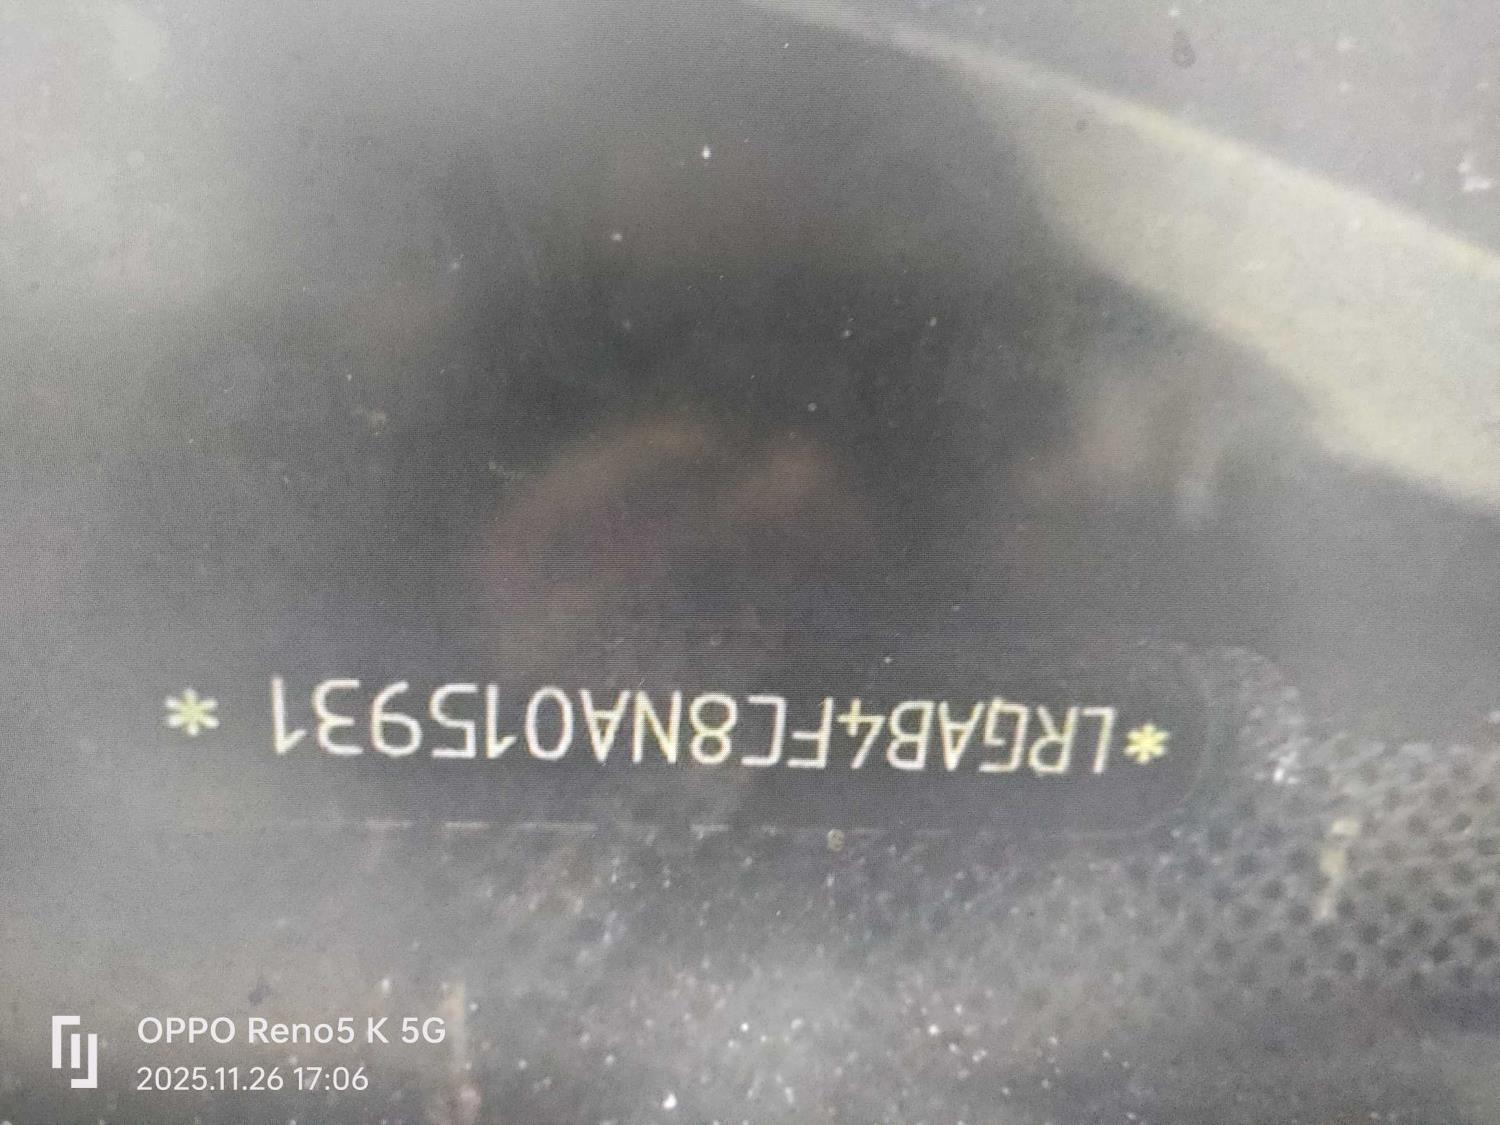 *LRGAB4FC8NA015931*
OPPO Reno5 K 5G
2025.11.26 17:06